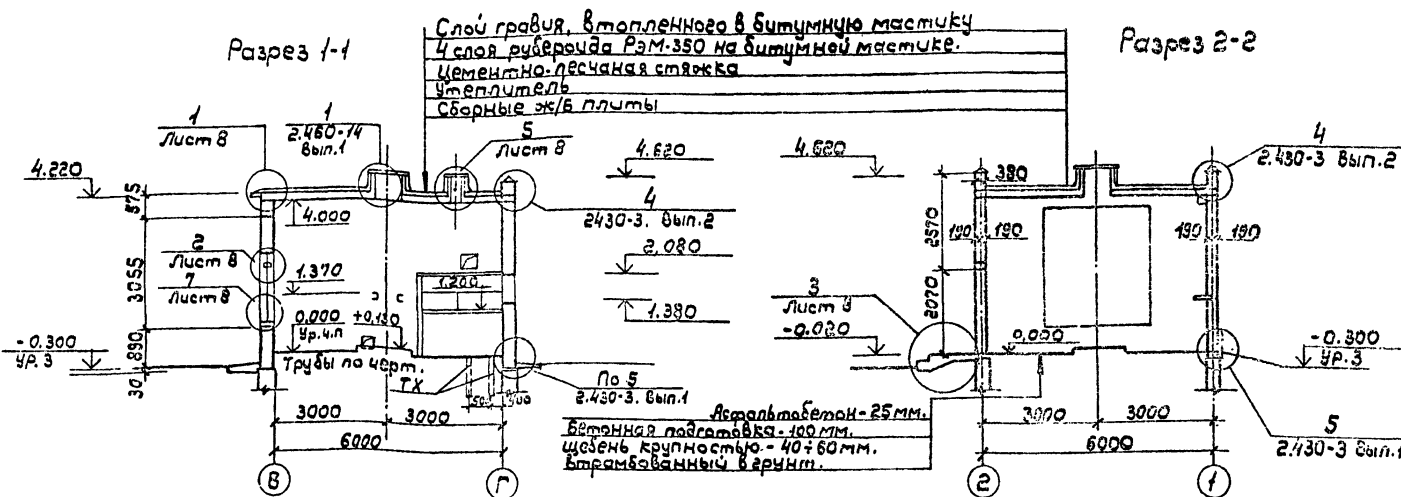 Разрез 1-1
Слой гравия, втопленного в битумную мастику
4 слоя рубероида РэМ-350 на битумной мастике.
Цементно-песчаная стяжка
Утеплитель
Сборные ж/б плиты
Разрез 2-2
1
Лист 8
1
2.460-14
Вып.1
5
Лист 8
4.220
4.620
4.620
4
2.430-3 Вып.2
575
4.000
4
2430-3. Вып.2
380
2570
190
190
190
190
2
Лист 8
7
Лист 8
3055
1.370
1.200
2,080
1.380
2070
3
Лист 8
-0.020
0.000
Ур.ч.п
+0,130
0,000
-0.300
Ур.3
890
30
-0.300
Ур.3
Трубы по черт.
ТХ
500
500
По 5
2.430-3. Вып.1
3000
3000
6000
Асфальтобетон-25мм.
Бетонная подготовка-100мм.
Щебень крупностью-40÷60мм.
втрамбованный в грунт.
3000
3000
6000
5
2.430-3 Вып.1
В
Г
2
1